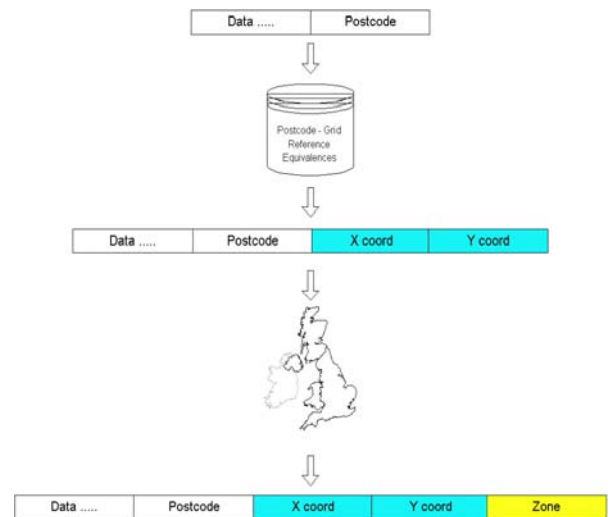 Data ..... Postcode
Postcode - Grid
Reference
Equivalences
Data ..... Postcode X coord Y coord
Data ..... Postcode X coord Y coord Zone